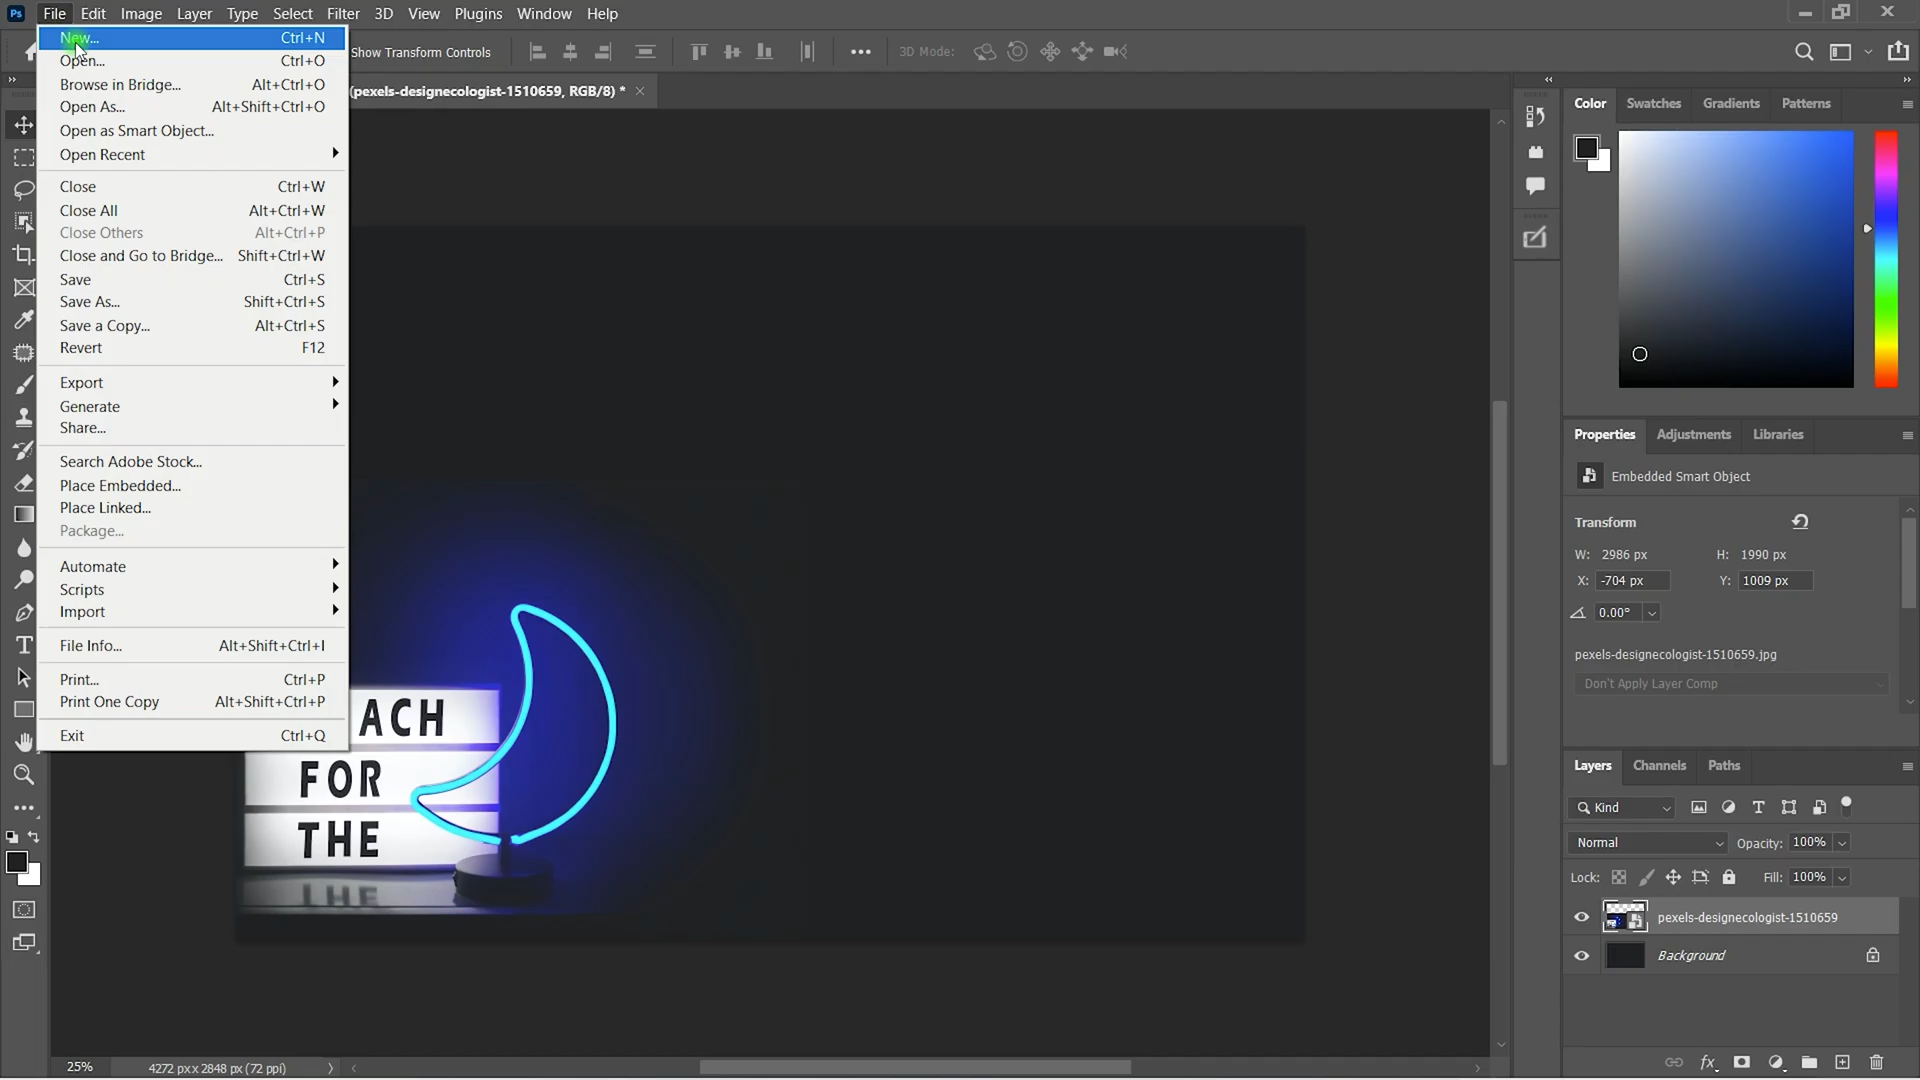 Ps File Edit Image Layer Type Select Filter 3D View Plugins Window Help
Show Transform Controls 3D Mode:
(pexels-designecologist-1510659, RGB/8) *
New... Ctrl+N
Open... Ctrl+O
Browse in Bridge... Alt+Ctrl+O
Open As... Alt+Shift+Ctrl+O
Open as Smart Object...
Open Recent
Close Ctrl+W
Close All Alt+Ctrl+W
Close Others Alt+Ctrl+P
Close and Go to Bridge... Shift+Ctrl+W
Save Ctrl+S
Save As... Shift+Ctrl+S
Save a Copy... Alt+Ctrl+S
Revert F12
Export
Generate
Share...
Search Adobe Stock...
Place Embedded...
Place Linked...
Package...
Automate
Scripts
Import
File Info... Alt+Shift+Ctrl+I
Print... Ctrl+P
Print One Copy Alt+Shift+Ctrl+P
Exit Ctrl+Q
ACH
FOR
THE
Color Swatches Gradients Patterns
Properties Adjustments Libraries
Embedded Smart Object
Transform
W: 2986 px H: 1990 px
X: -704 px Y: 1009 px
0.00°
pexels-designecologist-1510659.jpg
Don't Apply Layer Comp
Layers Channels Paths
Kind
Normal Opacity: 100%
Lock: Fill: 100%
pexels-designecologist-1510659
Background
fx
25% 4272 px x 2848 px (72 ppi)